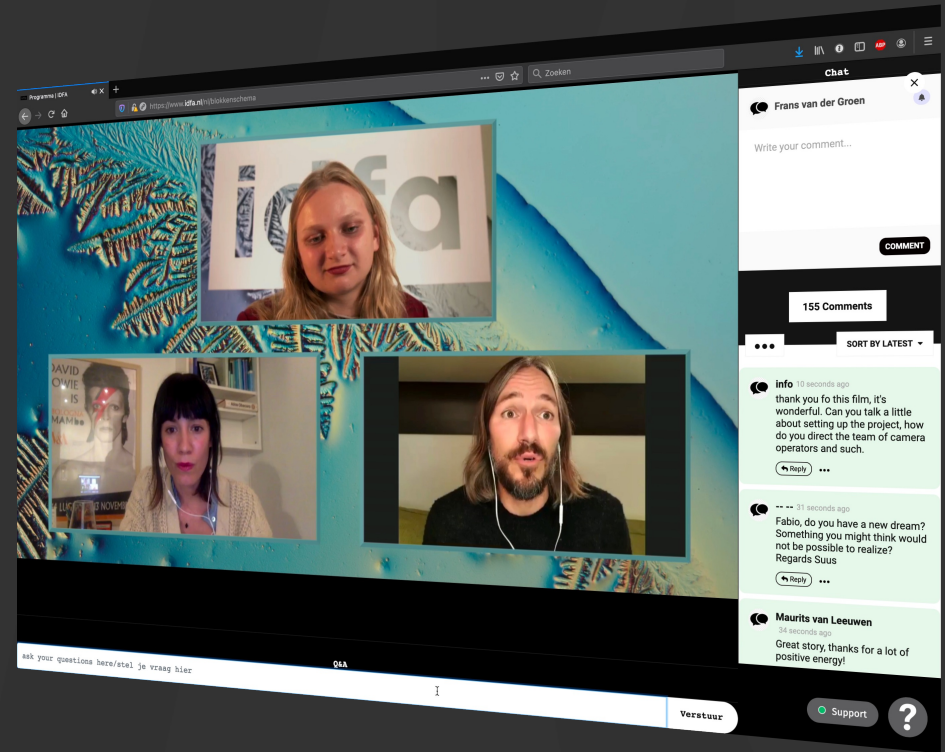 Programma | IDFA
https://www.idfa.nl/nl/blokkenschema
Zoeken
ABP
idfa
DAVID
OWIE
IS
MAMBO
Chat
Frans van der Groen
Write your comment...
COMMENT
155 Comments
SORT BY LATEST
info 10 seconds ago
thank you fo this film, it's
wonderful. Can you talk a little
about setting up the project, how
do you direct the team of camera
operators and such.
Reply
-- -- 31 seconds ago
Fabio, do you have a new dream?
Something you might think would
not be possible to realize?
Regards Suus
Reply
Maurits van Leeuwen
34 seconds ago
Great story, thanks for a lot of
positive energy!
Q&A
ask your questions here/stel je vraag hier
Verstuur
Support
?